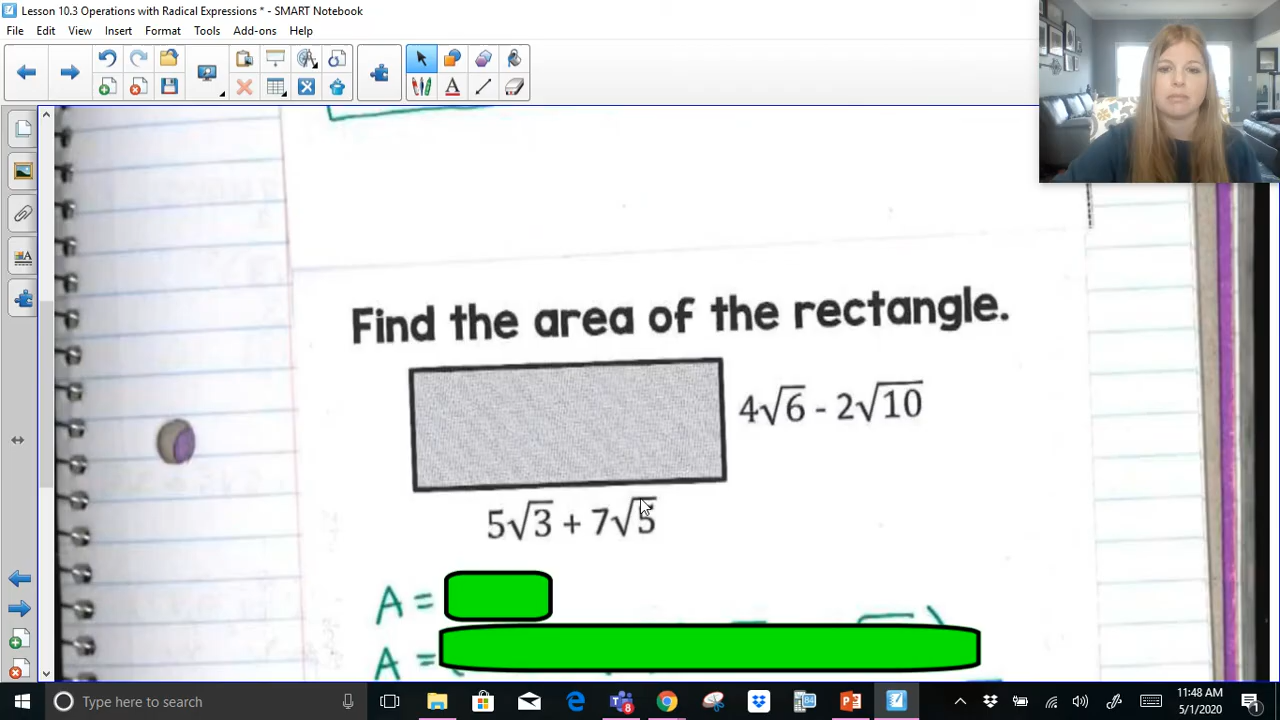 Lesson 10.3 Operations with Radical Expressions * - SMART Notebook
File Edit View Insert Format Tools Add-ons Help
Find the area of the rectangle.
4√6 - 2√10
5√3 + 7√5
A =
A =
Type here to search
11:48 AM
5/1/2020